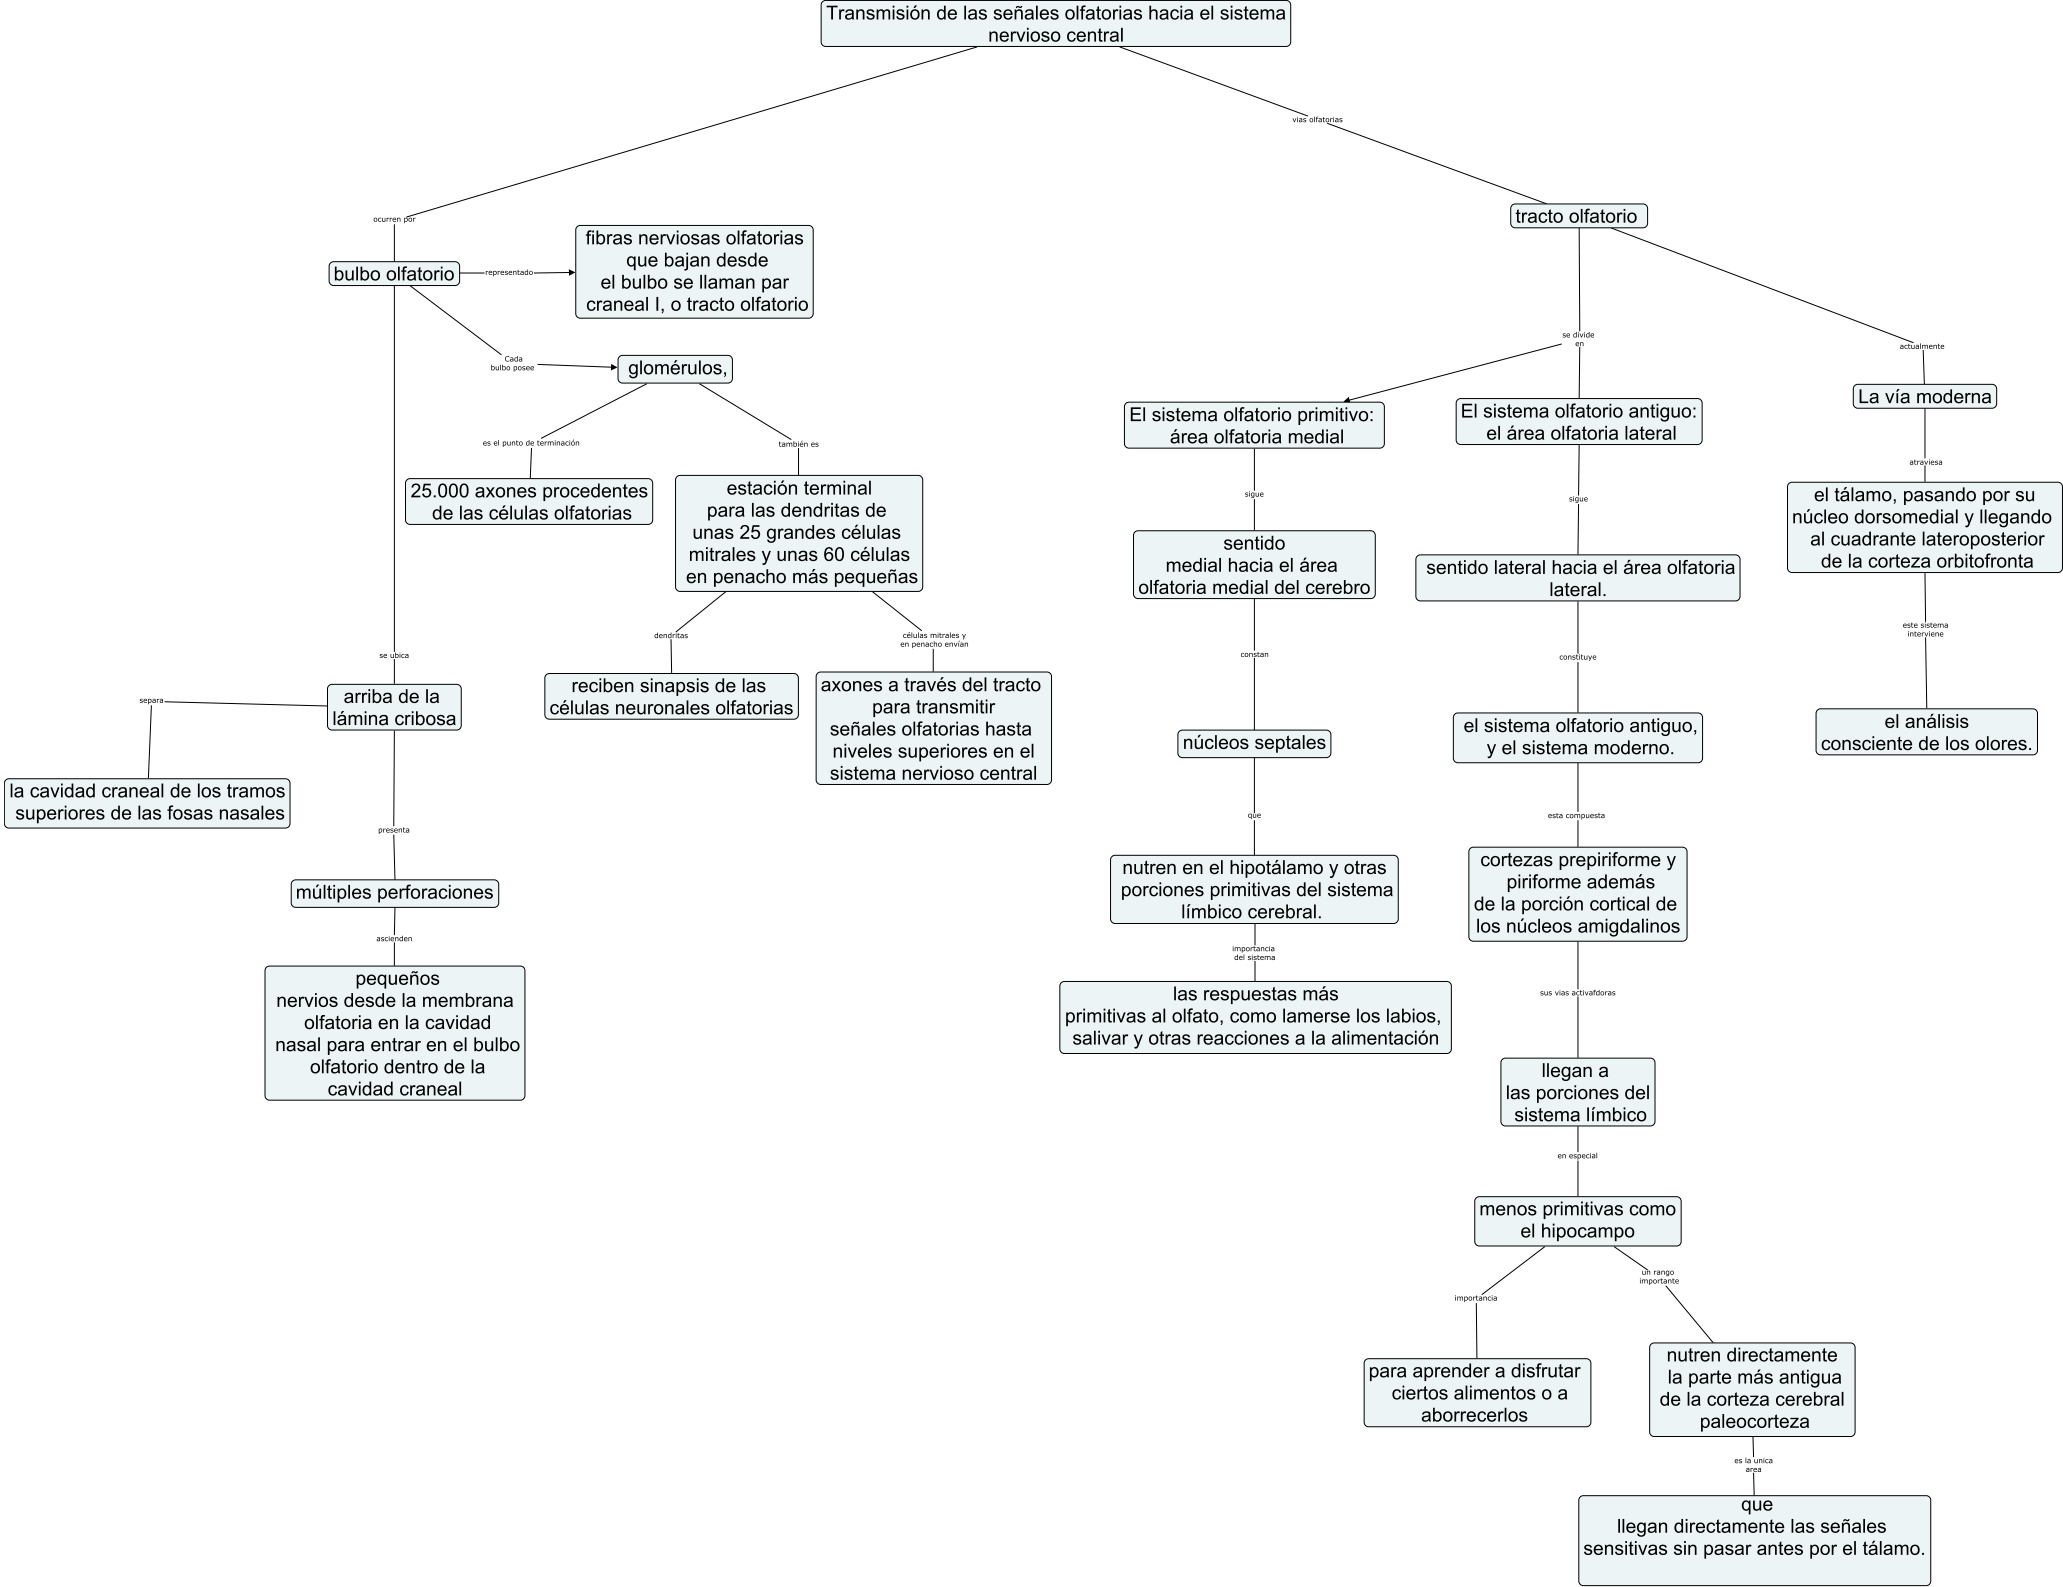 Transmisión de las señales olfatorias hacia el sistema
nervioso central
ocurren por
vias olfatorias
bulbo olfatorio
representado
fibras nerviosas olfatorias
que bajan desde
el bulbo se llaman par
craneal I, o tracto olfatorio
Cada
bulbo posee
glomérulos,
es el punto de terminación
25.000 axones procedentes
de las células olfatorias
también es
estación terminal
para las dendritas de
unas 25 grandes células
mitrales y unas 60 células
en penacho más pequeñas
dendritas
reciben sinapsis de las
células neuronales olfatorias
células mitrales y
en penacho envían
axones a través del tracto
para transmitir
señales olfatorias hasta
niveles superiores en el
sistema nervioso central
se ubica
arriba de la
lámina cribosa
separa
la cavidad craneal de los tramos
superiores de las fosas nasales
presenta
múltiples perforaciones
ascienden
pequeños
nervios desde la membrana
olfatoria en la cavidad
nasal para entrar en el bulbo
olfatorio dentro de la
cavidad craneal
tracto olfatorio
se divide
en
El sistema olfatorio primitivo:
área olfatoria medial
sigue
sentido
medial hacia el área
olfatoria medial del cerebro
constan
núcleos septales
que
nutren en el hipotálamo y otras
porciones primitivas del sistema
límbico cerebral.
importancia
del sistema
las respuestas más
primitivas al olfato, como lamerse los labios,
salivar y otras reacciones a la alimentación
El sistema olfatorio antiguo:
el área olfatoria lateral
sigue
sentido lateral hacia el área olfatoria
lateral.
constituye
el sistema olfatorio antiguo,
y el sistema moderno.
esta compuesta
cortezas prepiriforme y
piriforme además
de la porción cortical de
los núcleos amigdalinos
sus vias activafdoras
llegan a
las porciones del
sistema límbico
en especial
menos primitivas como
el hipocampo
importancia
para aprender a disfrutar
ciertos alimentos o a
aborrecerlos
un rango
importante
nutren directamente
la parte más antigua
de la corteza cerebral
paleocorteza
es la unica
area
que
llegan directamente las señales
sensitivas sin pasar antes por el tálamo.
actualmente
La vía moderna
atraviesa
el tálamo, pasando por su
núcleo dorsomedial y llegando
al cuadrante lateroposterior
de la corteza orbitofronta
este sistema
interviene
el análisis
consciente de los olores.